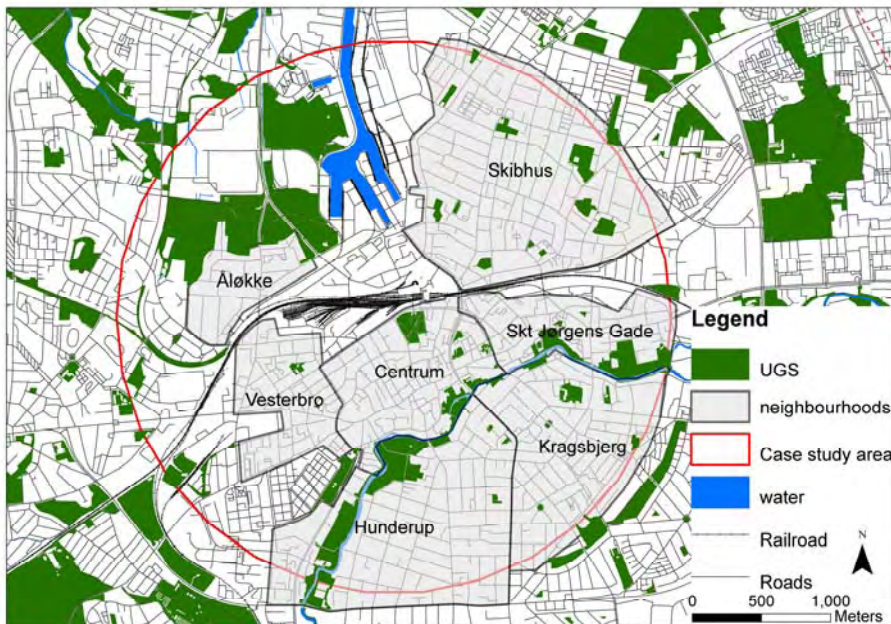 Skibhus
Åløkke
Skt Jørgens Gade
Centrum
Vesterbrø
Kragsbjerg
Hunderup
Legend
UGS
neighbourhoods
Case study area
water
Railroad
N
Roads
0 500 1,000
Meters